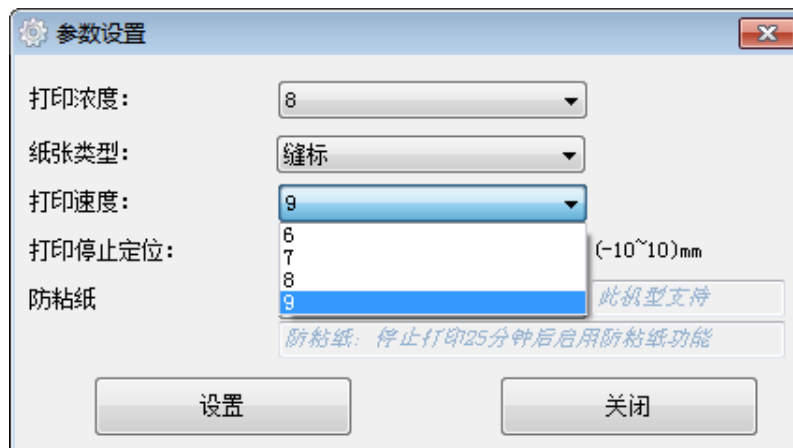 参数设置
打印浓度: 8
纸张类型: 缝标
打印速度: 9
6
7
8
9
打印停止定位: (-10~10)mm
防粘纸 此机型支持
防粘纸: 停止打印25分钟后启用防粘纸功能
设置 关闭